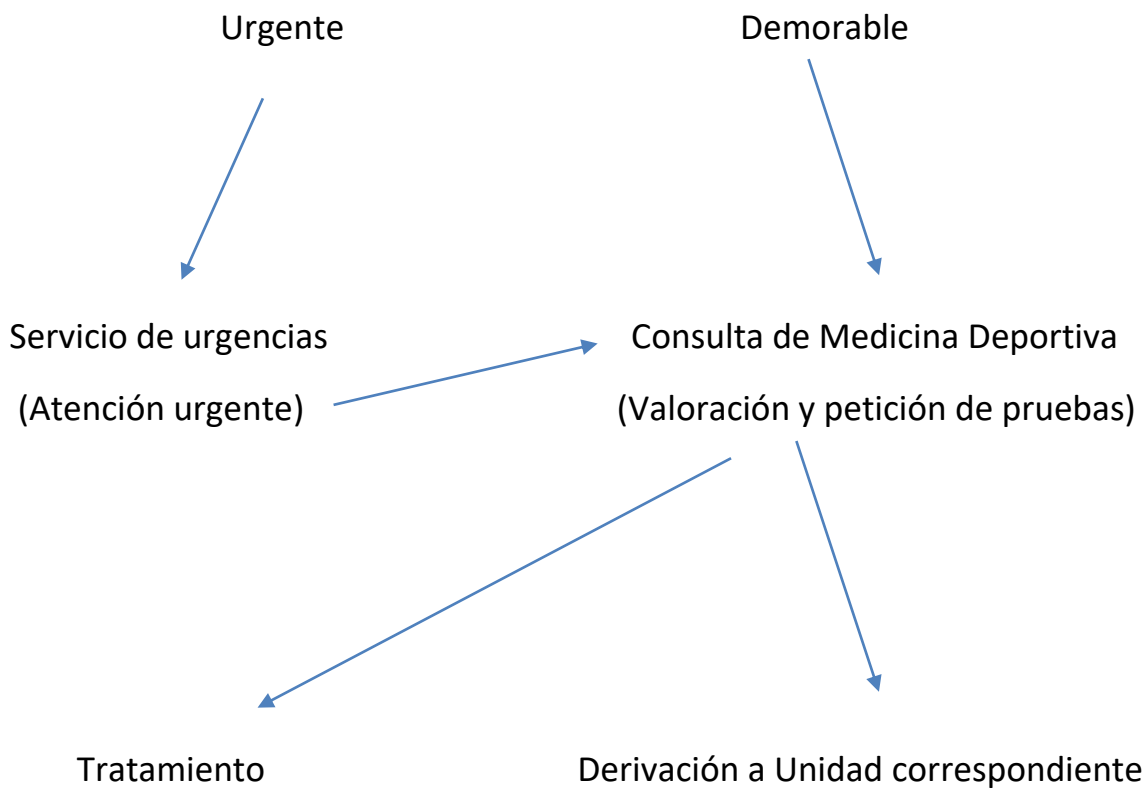 Urgente
Demorable
Servicio de urgencias
(Atención urgente)
Consulta de Medicina Deportiva
(Valoración y petición de pruebas)
Tratamiento
Derivación a Unidad correspondiente